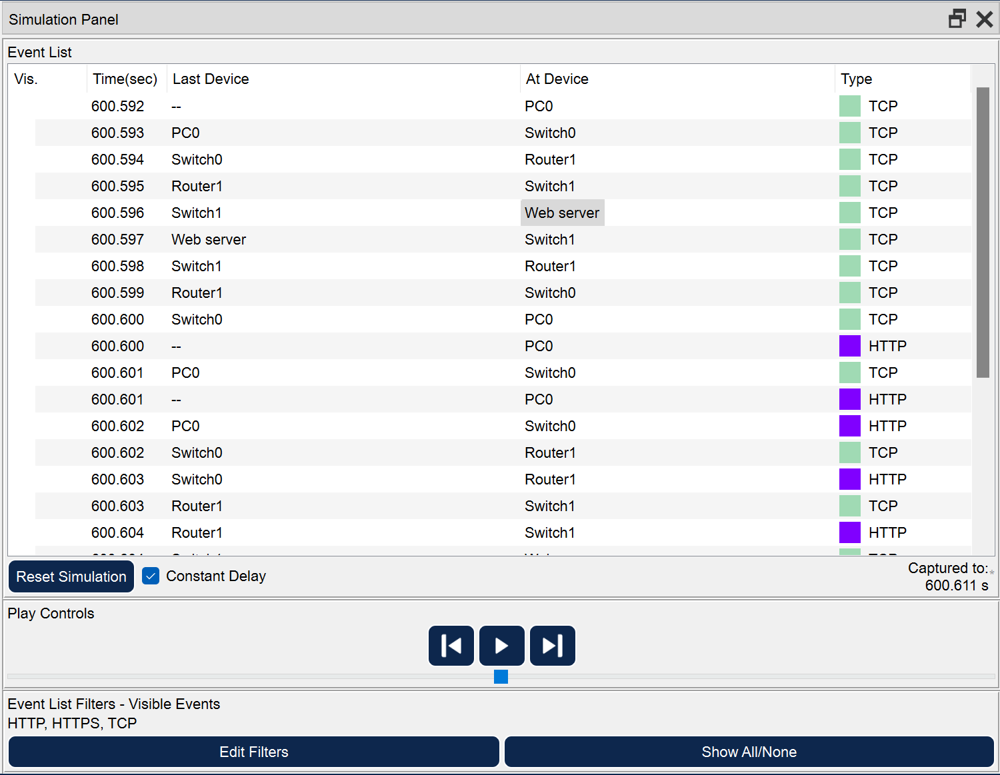 Simulation Panel
Event List
Vis. Time(sec) Last Device At Device Type
600.592 -- PC0 TCP
600.593 PC0 Switch0 TCP
600.594 Switch0 Router1 TCP
600.595 Router1 Switch1 TCP
600.596 Switch1 Web server TCP
600.597 Web server Switch1 TCP
600.598 Switch1 Router1 TCP
600.599 Router1 Switch0 TCP
600.600 Switch0 PC0 TCP
600.600 -- PC0 HTTP
600.601 PC0 Switch0 TCP
600.601 -- PC0 HTTP
600.602 PC0 Switch0 HTTP
600.602 Switch0 Router1 TCP
600.603 Switch0 Router1 HTTP
600.603 Router1 Switch1 TCP
600.604 Router1 Switch1 HTTP
Reset Simulation Constant Delay Captured to:*
600.611 s
Play Controls
Event List Filters - Visible Events
HTTP, HTTPS, TCP
Edit Filters Show All/None